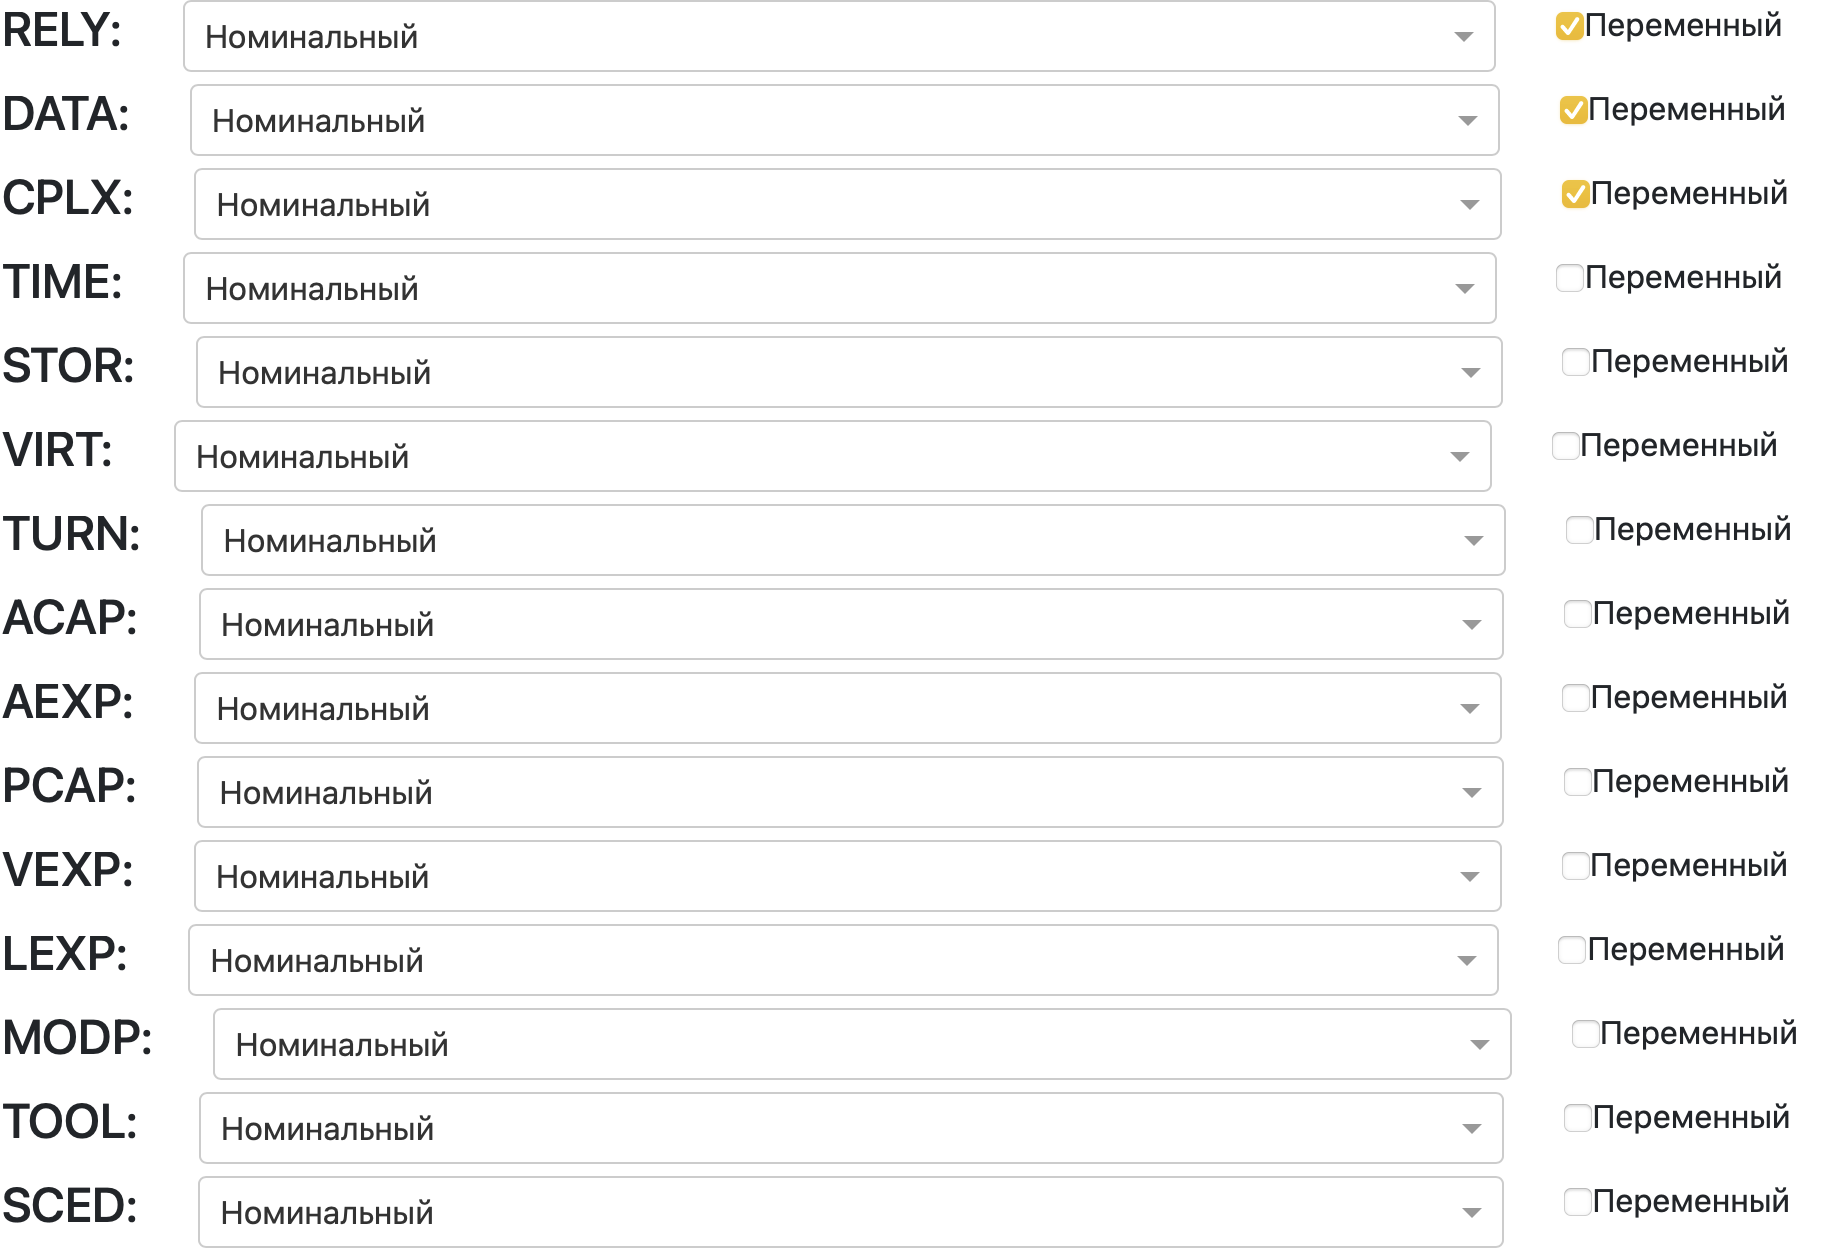 RELY: Номинальный Переменный
DATA: Номинальный Переменный
CPLX: Номинальный Переменный
TIME: Номинальный Переменный
STOR: Номинальный Переменный
VIRT: Номинальный Переменный
TURN: Номинальный Переменный
ACAP: Номинальный Переменный
AEXP: Номинальный Переменный
PCAP: Номинальный Переменный
VEXP: Номинальный Переменный
LEXP: Номинальный Переменный
MODP: Номинальный Переменный
TOOL: Номинальный Переменный
SCED: Номинальный Переменный